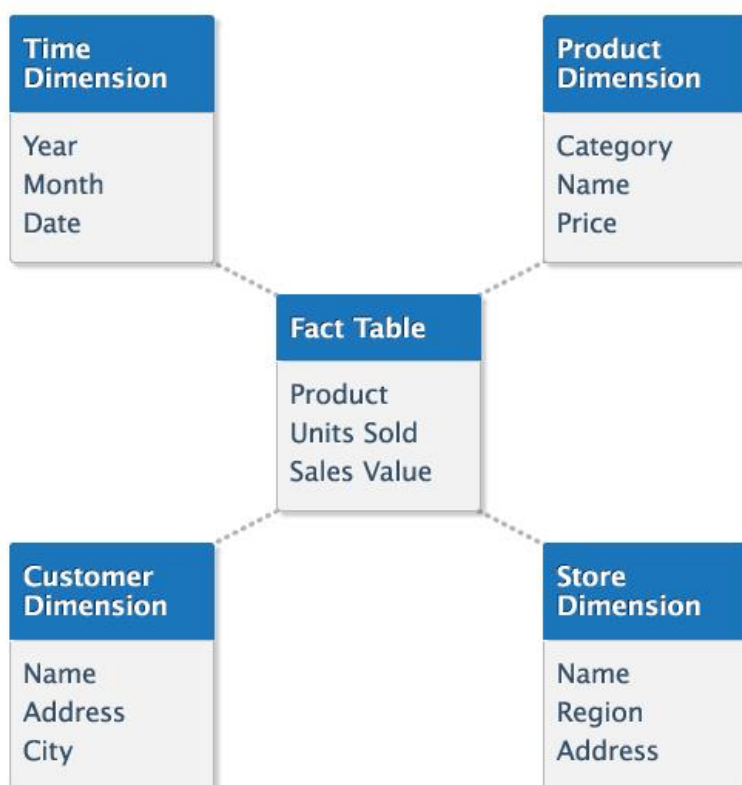 Time
Dimension
Year
Month
Date
Product
Dimension
Category
Name
Price
Fact Table
Product
Units Sold
Sales Value
Customer
Dimension
Name
Address
City
Store
Dimension
Name
Region
Address